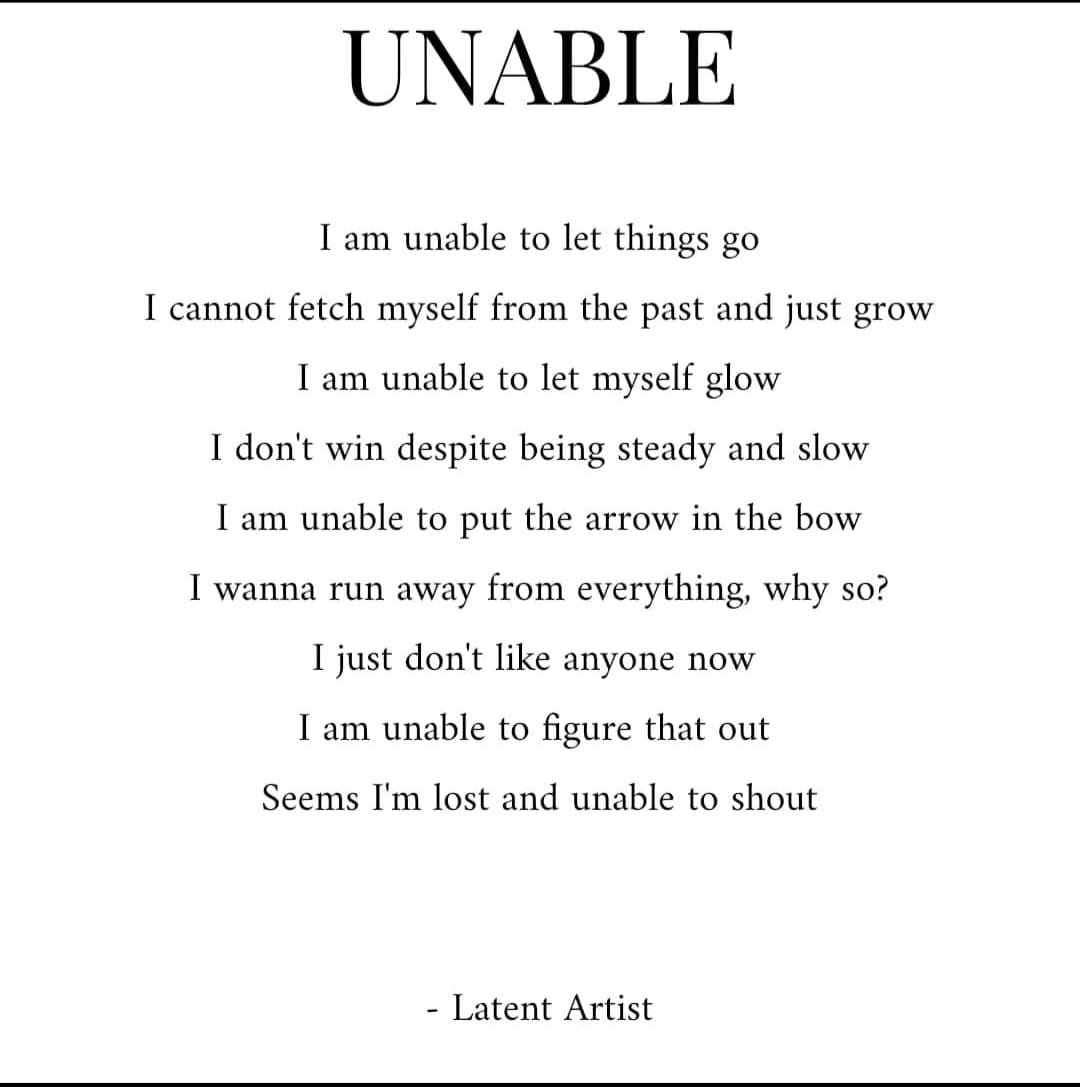 UNABLE
I am unable to let things go
I cannot fetch myself from the past and just grow
I am unable to let myself glow
I don't win despite being steady and slow
I am unable to put the arrow in the bow
I wanna run away from everything, why so?
I just don't like anyone now
I am unable to figure that out
Seems I'm lost and unable to shout
- Latent Artist